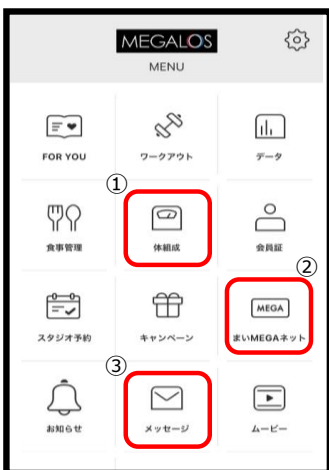 MEGALOS
MENU
FOR YOU
ワークアウト
データ
①
食事管理
体組成
会員証
②
スタジオ予約
キャンペーン
MEGA
まいMEGAネット
③
お知らせ
メッセージ
ムービー